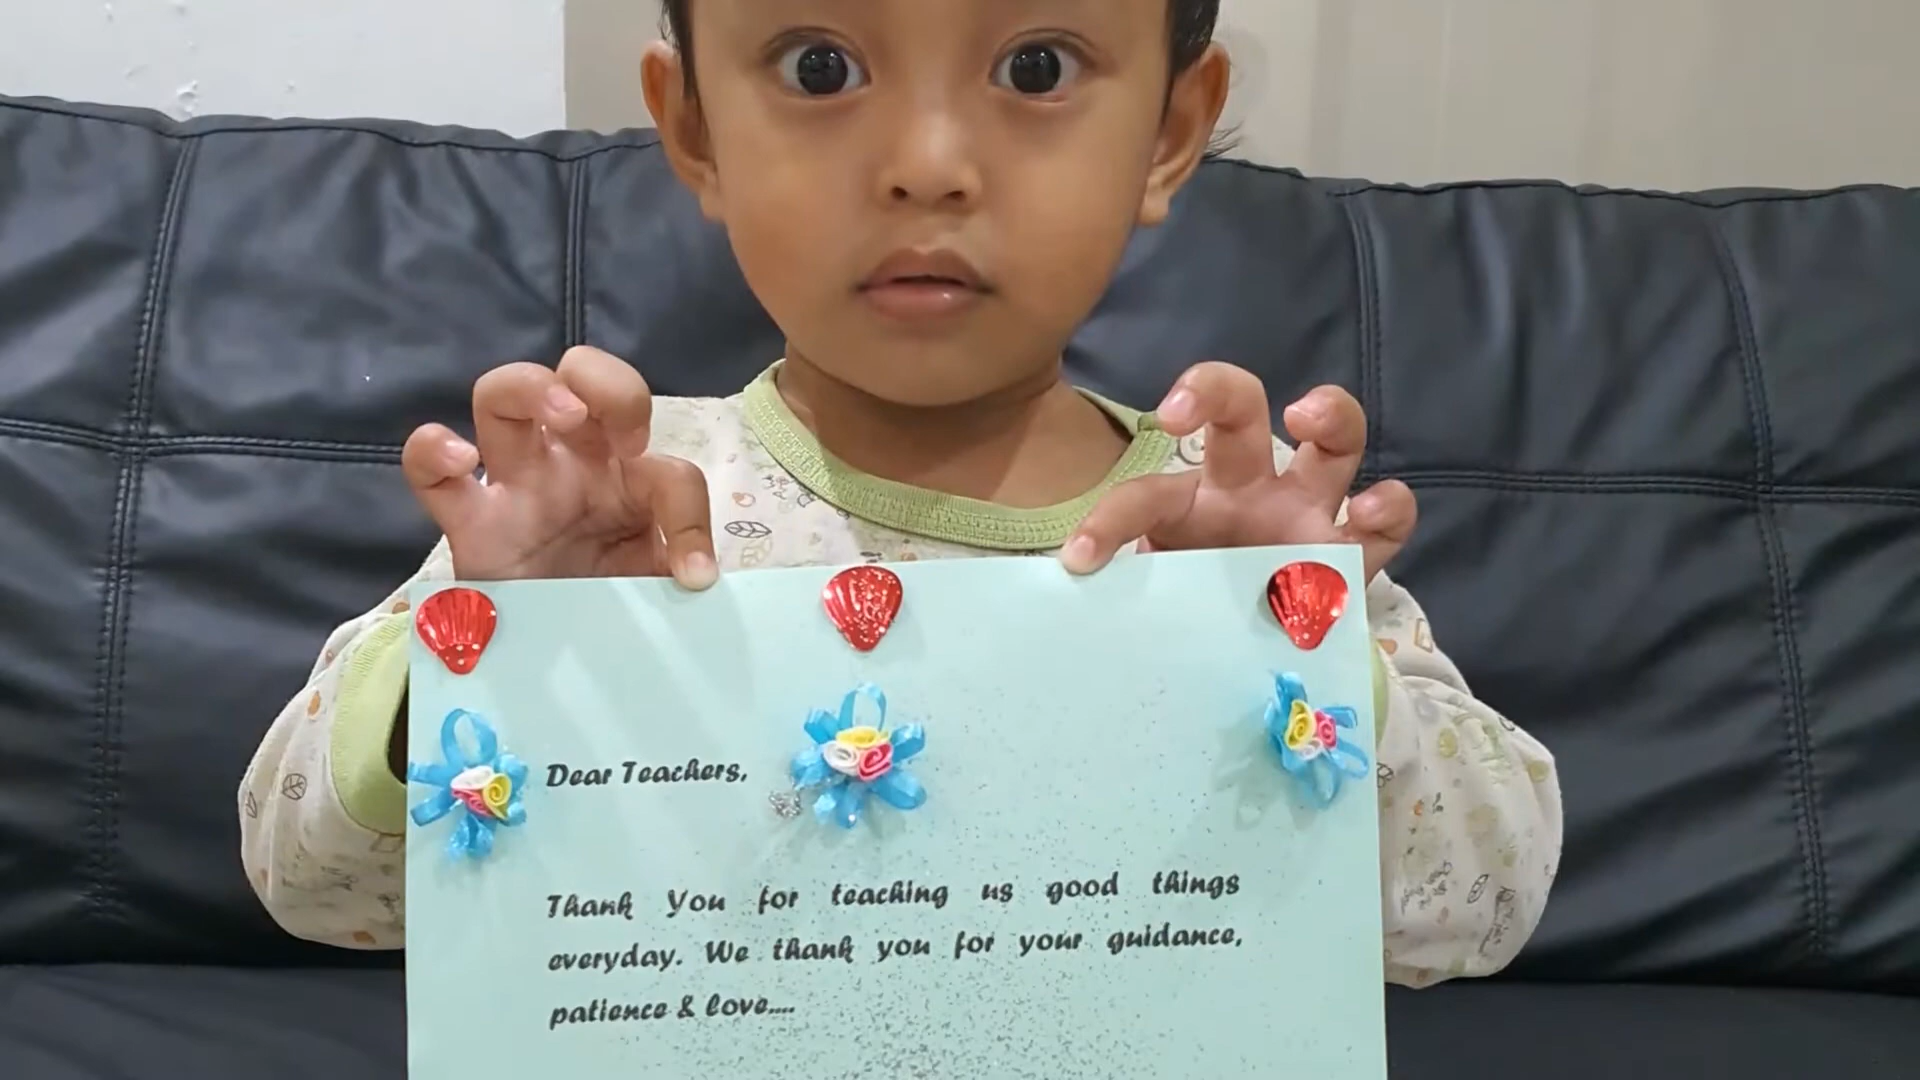 Dear Teachers,
Thank You for teaching us good things
everyday. We thank you for your guidance,
patience & love....